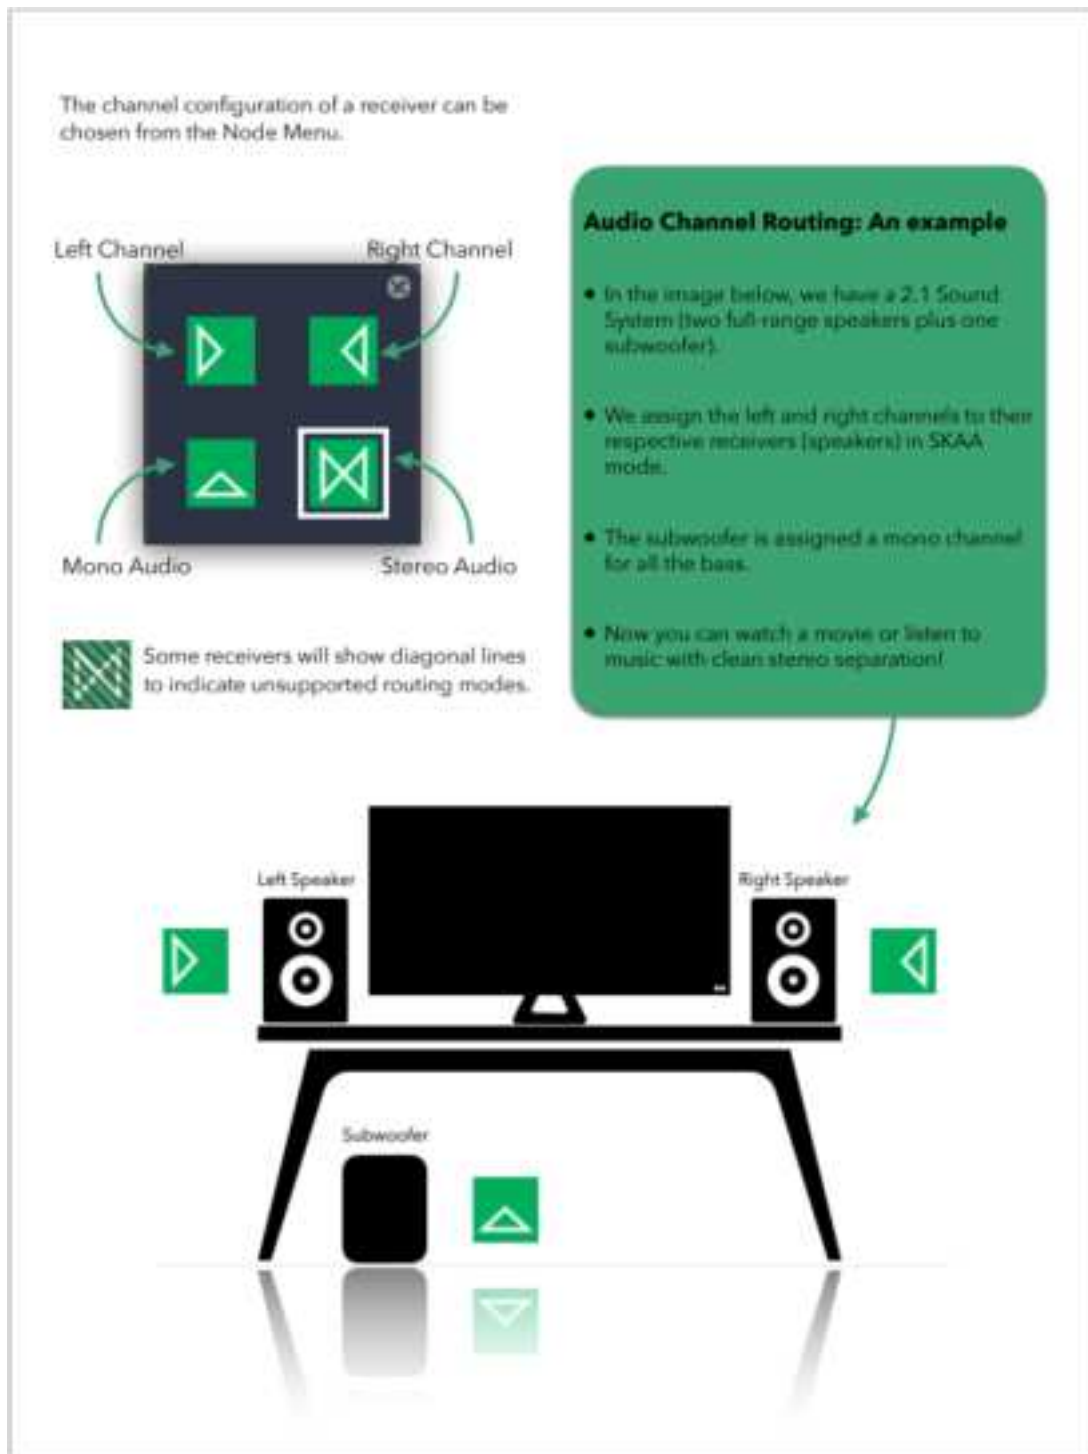 The channel configuration of a receiver can be
chosen from the Node Menu.
Left Channel
Right Channel
Mono Audio
Stereo Audio
Some receivers will show diagonal lines
to indicate unsupported routing modes.
Audio Channel Routing: An example
• In the image below, we have a 2.1 Sound
System (two full-range speakers plus one
subwoofer).
• We assign the left and right channels to their
respective receivers (speakers) in SKAA
mode.
• The subwoofer is assigned a mono channel
for all the bass.
• Now you can watch a movie or listen to
music with clean stereo separation!
Left Speaker
Right Speaker
Subwoofer